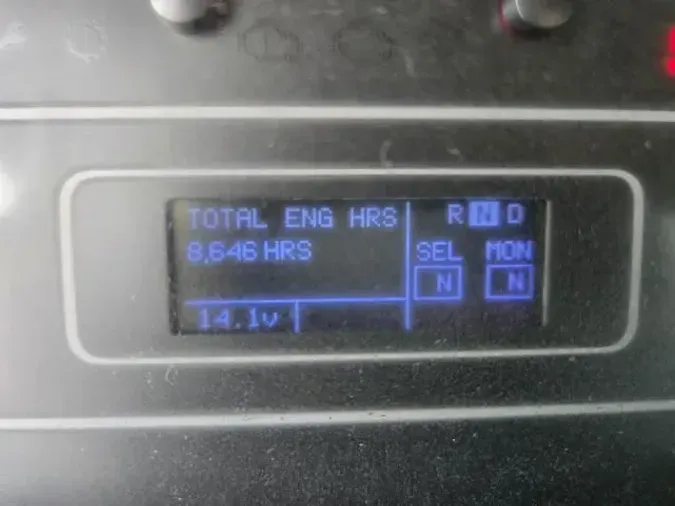 TOTAL ENG HRS
8,646 HRS
14.1v
R N D
SEL MON
N N